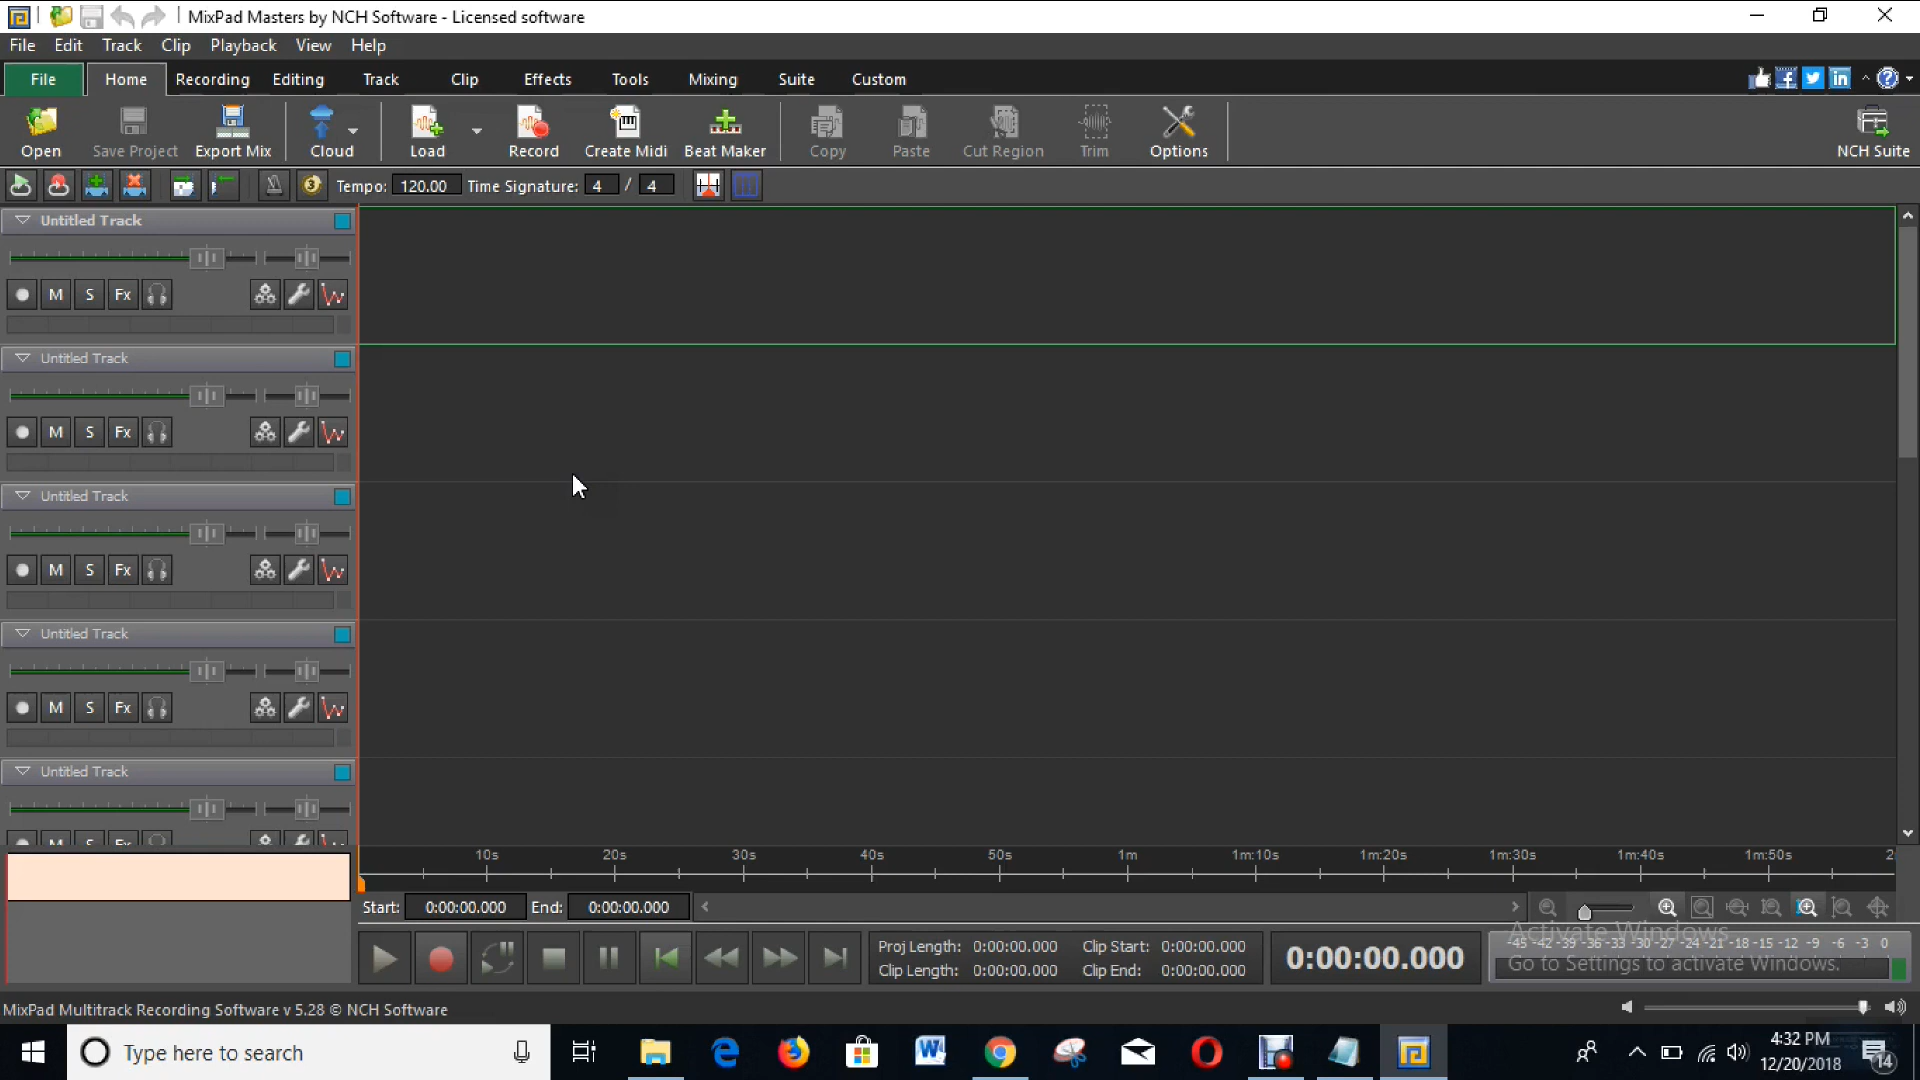 MixPad Masters by NCH Software - Licensed software
File Edit Track Clip Playback View Help
File Home Recording Editing Track Clip Effects Tools Mixing Suite Custom
Open Save Project Export Mix Cloud Load Record Create Midi Beat Maker Copy Paste Cut Region Trim Options NCH Suite
Tempo: 120.00 Time Signature: 4 / 4
Untitled Track
M S Fx
Untitled Track
M S Fx
Untitled Track
M S Fx
Untitled Track
M S Fx
Untitled Track
M S Fx
10s 20s 30s 40s 50s 1m 1m:10s 1m:20s 1m:30s 1m:40s 1m:50s
Start: 0:00:00.000 End: 0:00:00.000
Activate Windows
Go to Settings to activate Windows.
Proj Length: 0:00:00.000 Clip Start: 0:00:00.000
Clip Length: 0:00:00.000 Clip End: 0:00:00.000
0:00:00.000
-45 -42 -39 -36 -33 -30 -27 -24 -21 -18 -15 -12 -9 -6 -3 0
MixPad Multitrack Recording Software v 5.28 © NCH Software
Type here to search
4:32 PM
12/20/2018
14